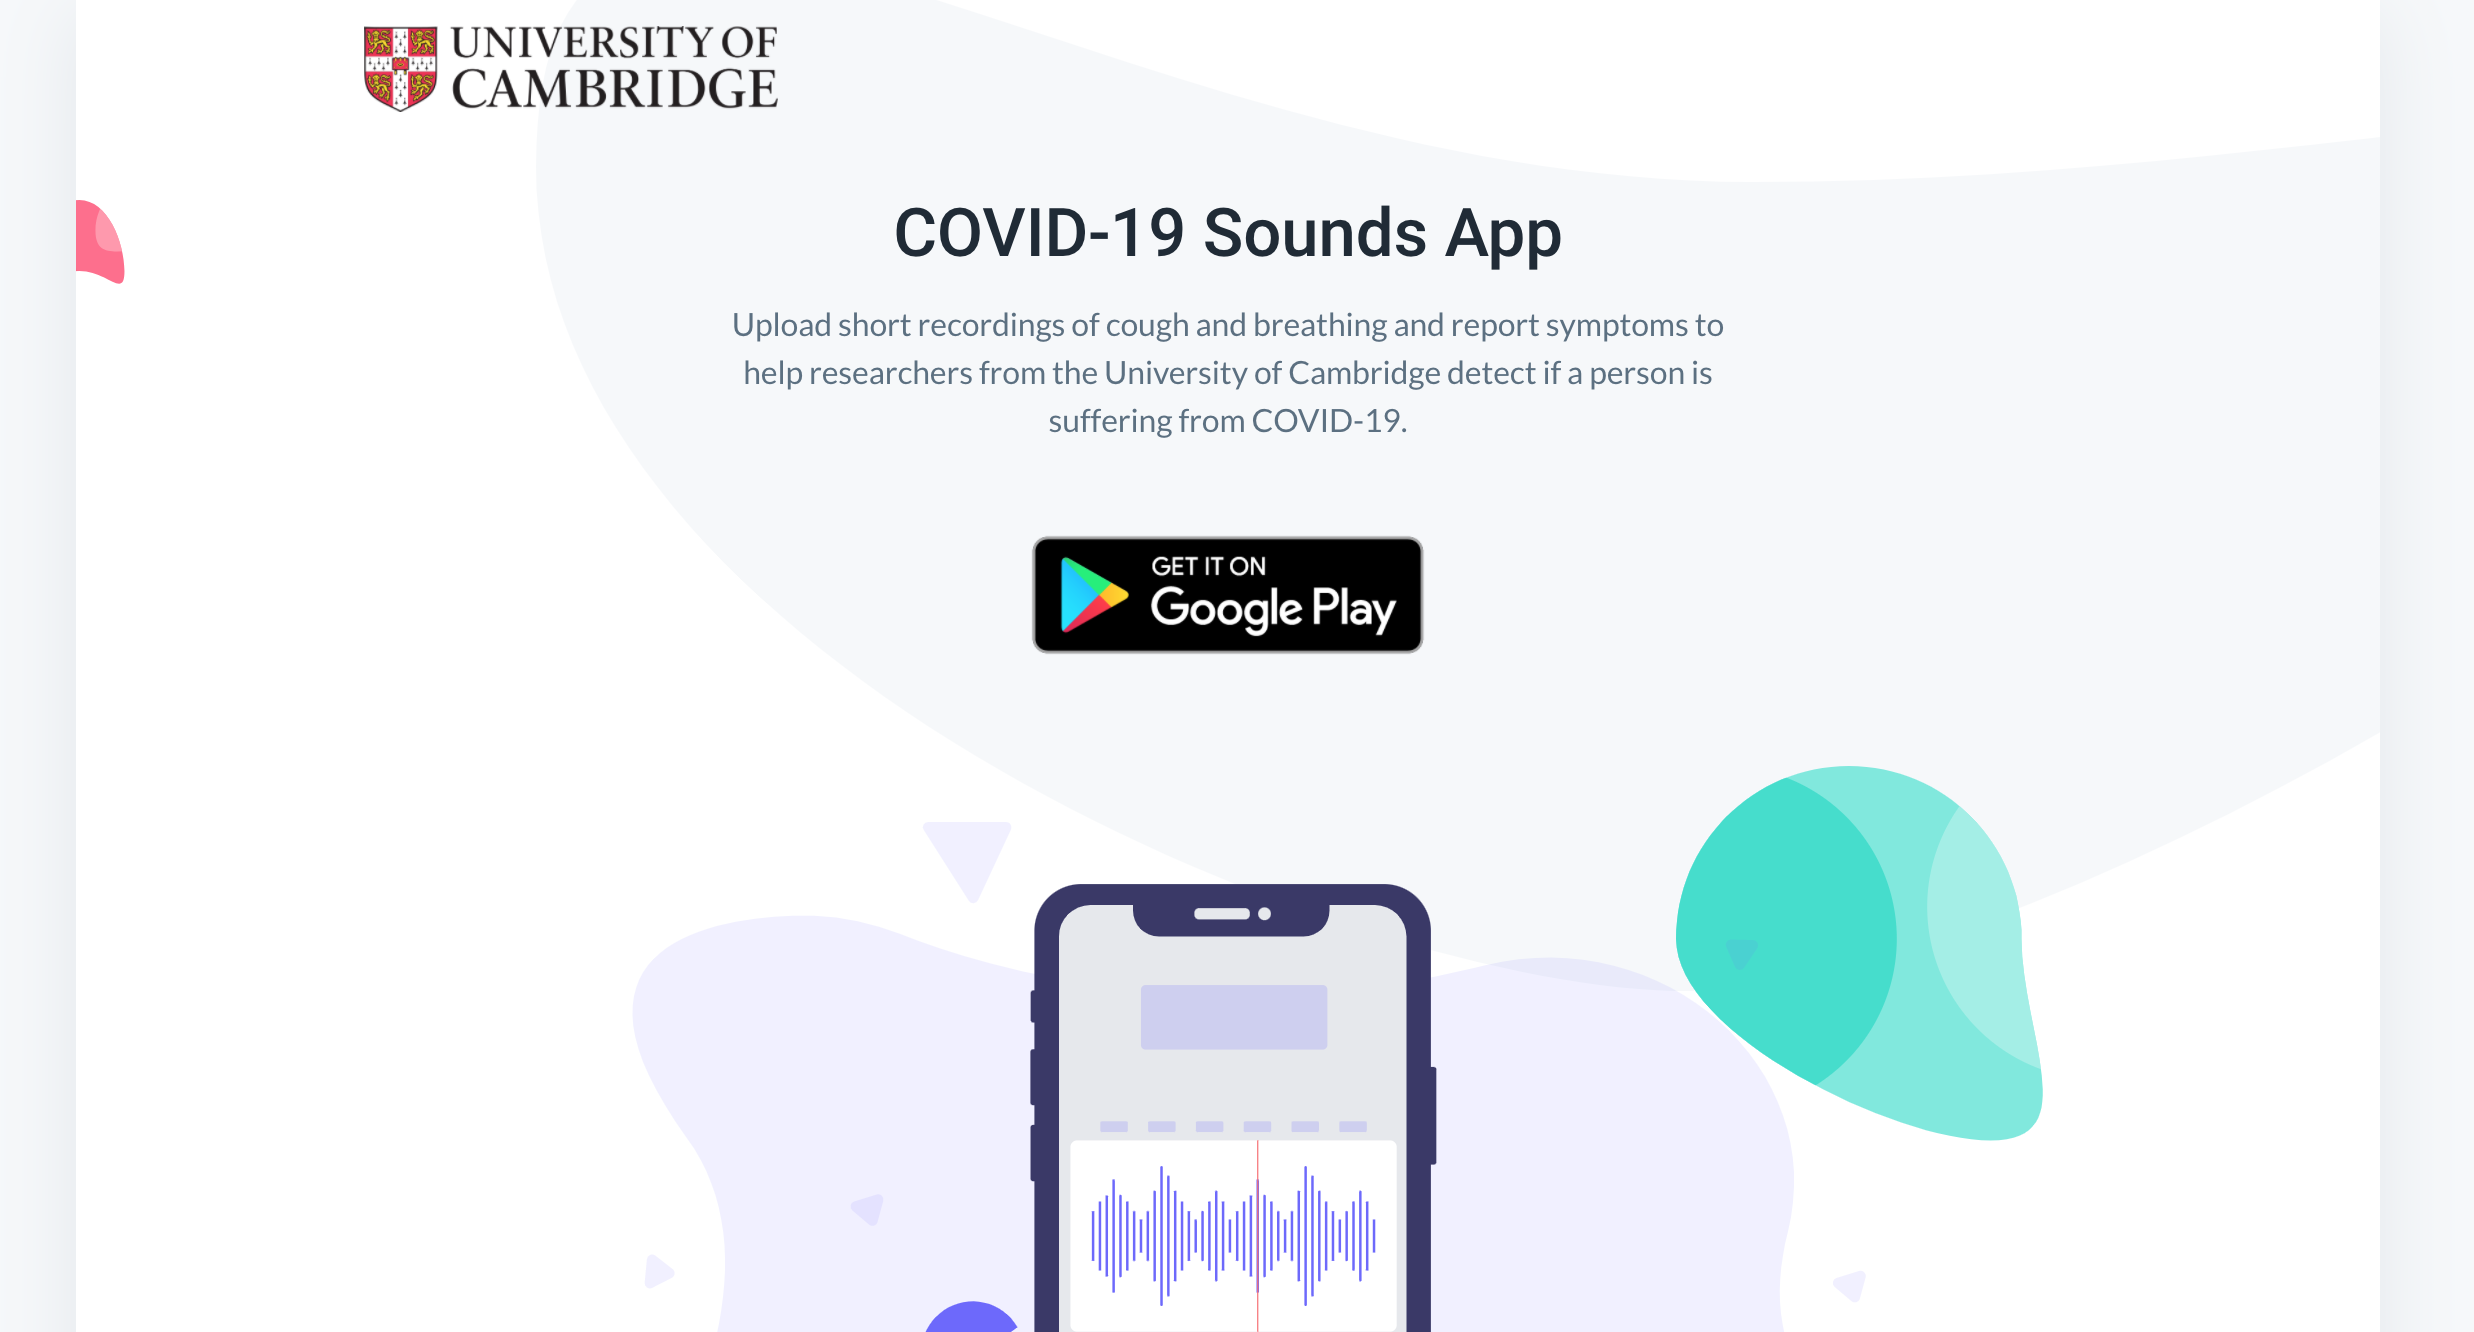 UNIVERSITY OF
CAMBRIDGE
COVID-19 Sounds App
Upload short recordings of cough and breathing and report symptoms to
help researchers from the University of Cambridge detect if a person is
suffering from COVID-19.
GET IT ON
Google Play